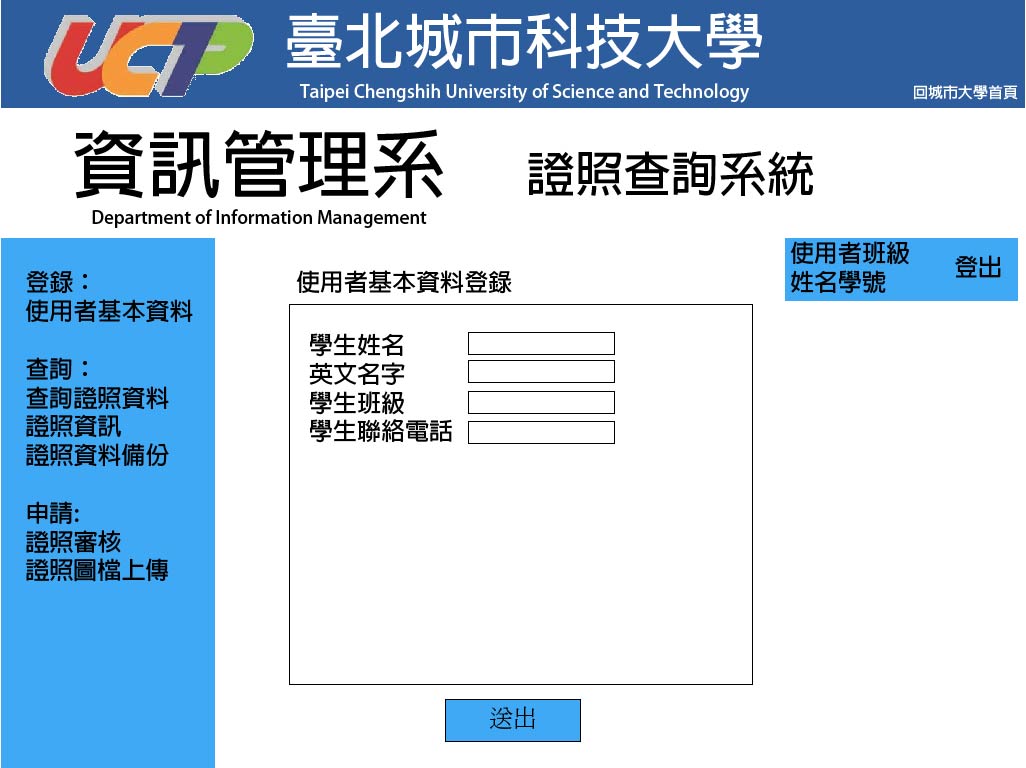 UCTP
臺北城市科技大學
Taipei Chengshih University of Science and Technology
回城市大學首頁
資訊管理系
證照查詢系統
Department of Information Management
登錄：
使用者基本資料
查詢：
查詢證照資料
證照資訊
證照資料備份
申請:
證照審核
證照圖檔上傳
使用者基本資料登錄
學生姓名
英文名字
學生班級
學生聯絡電話
送出
使用者班級
姓名學號
登出